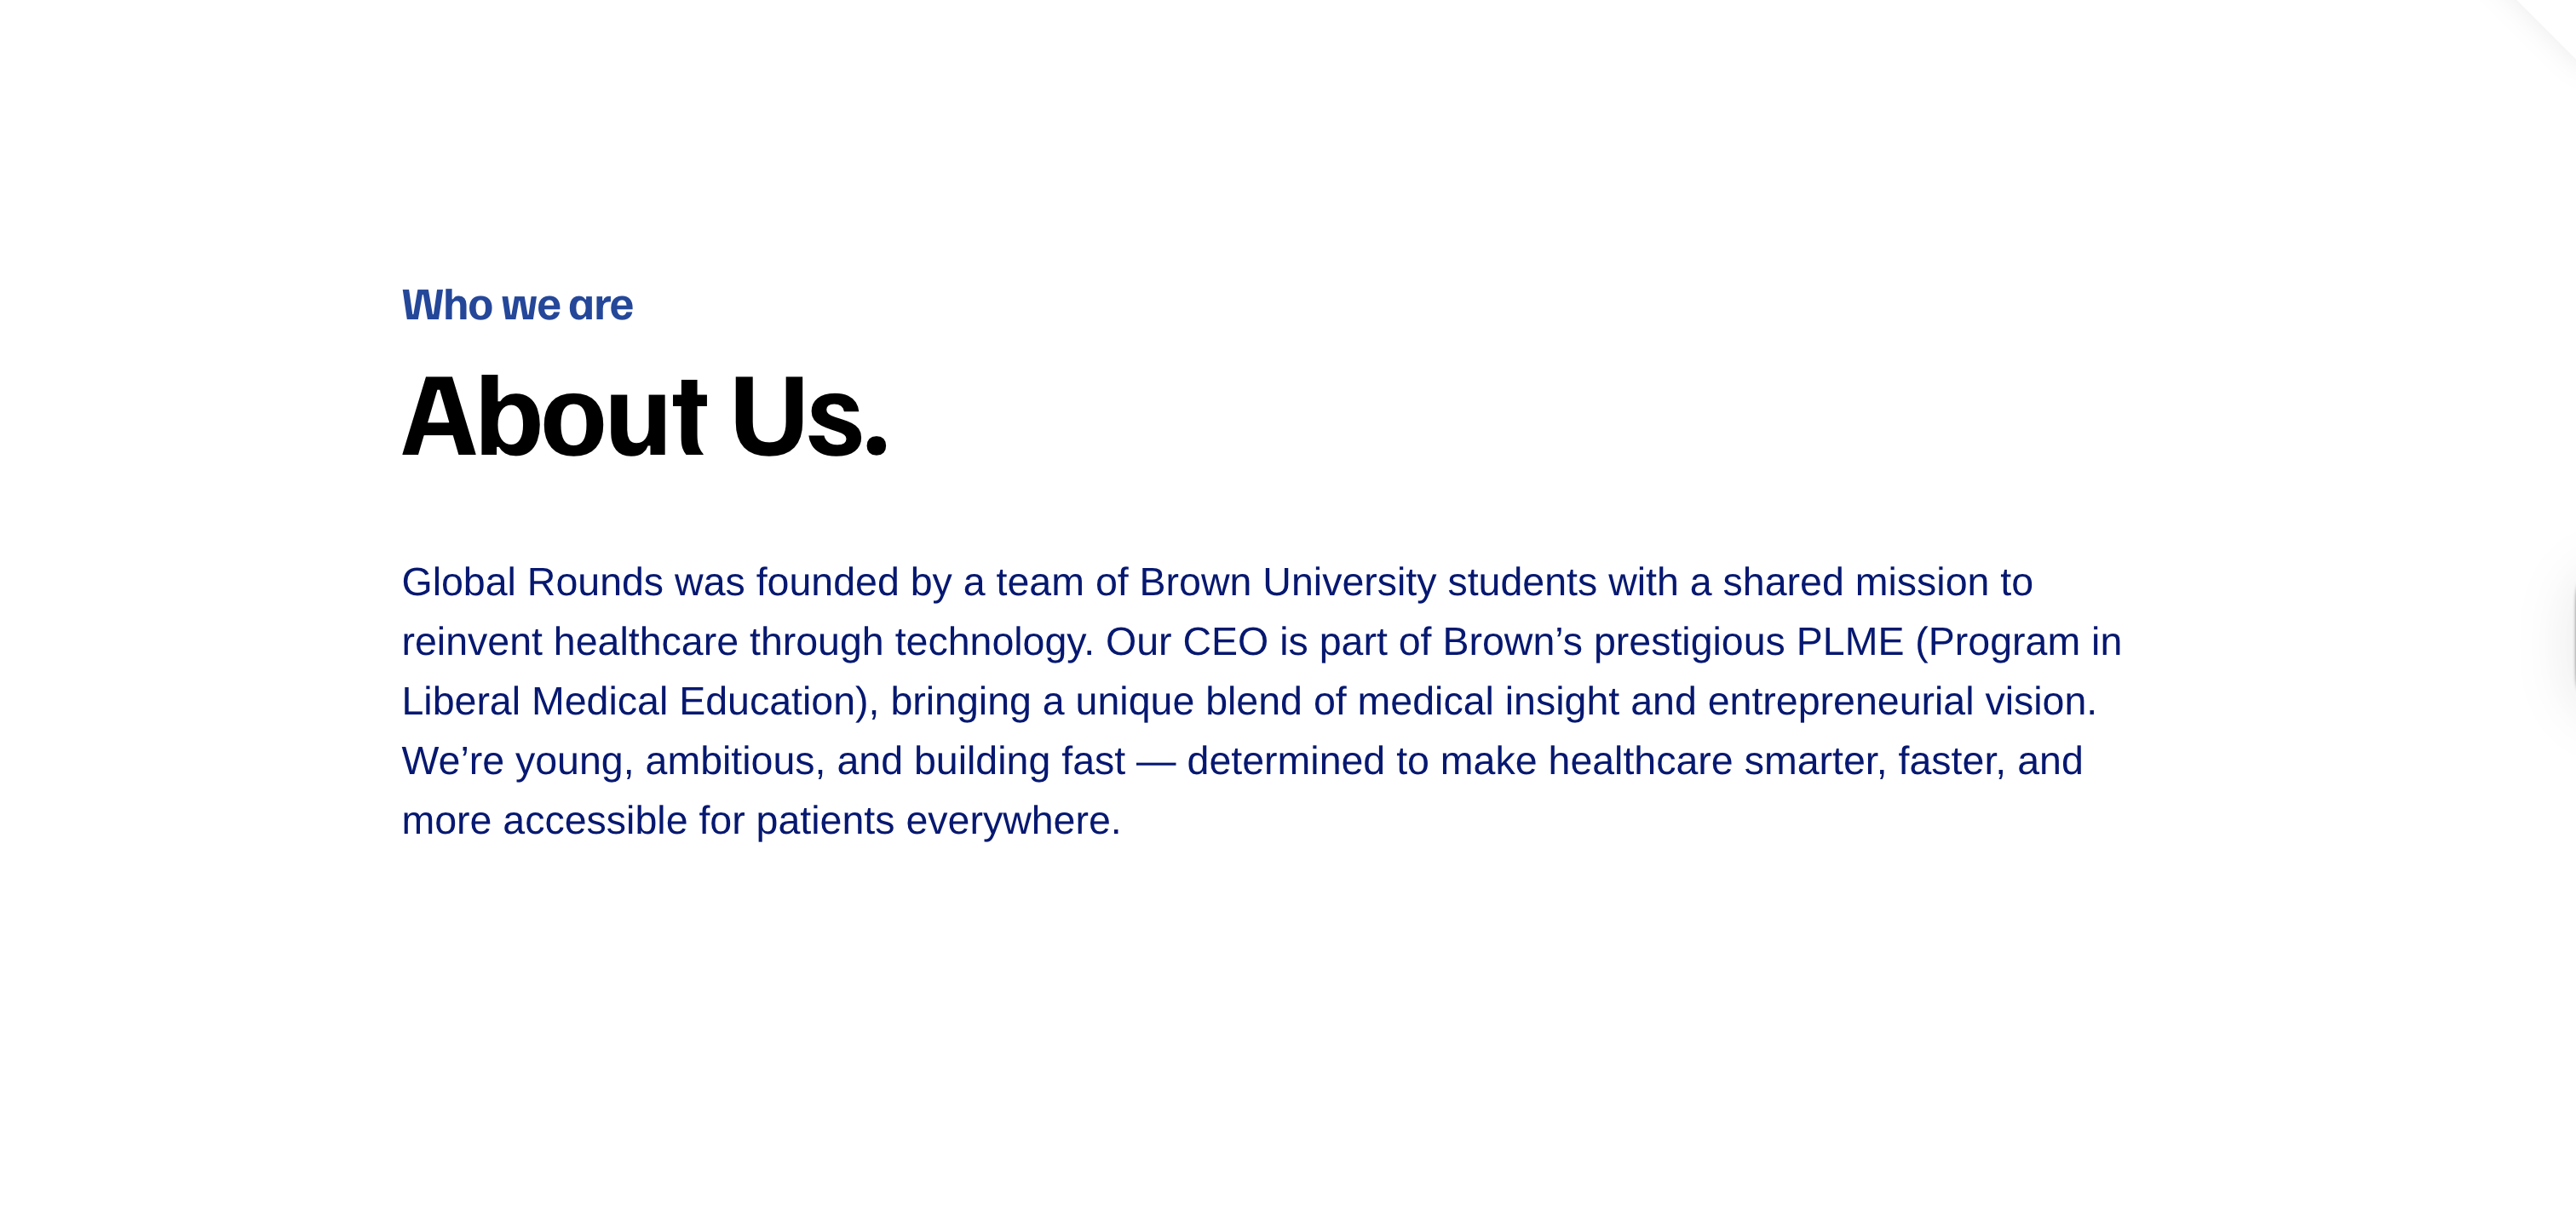 Who we are
About Us.
Global Rounds was founded by a team of Brown University students with a shared mission to
reinvent healthcare through technology. Our CEO is part of Brown’s prestigious PLME (Program in
Liberal Medical Education), bringing a unique blend of medical insight and entrepreneurial vision.
We’re young, ambitious, and building fast — determined to make healthcare smarter, faster, and
more accessible for patients everywhere.